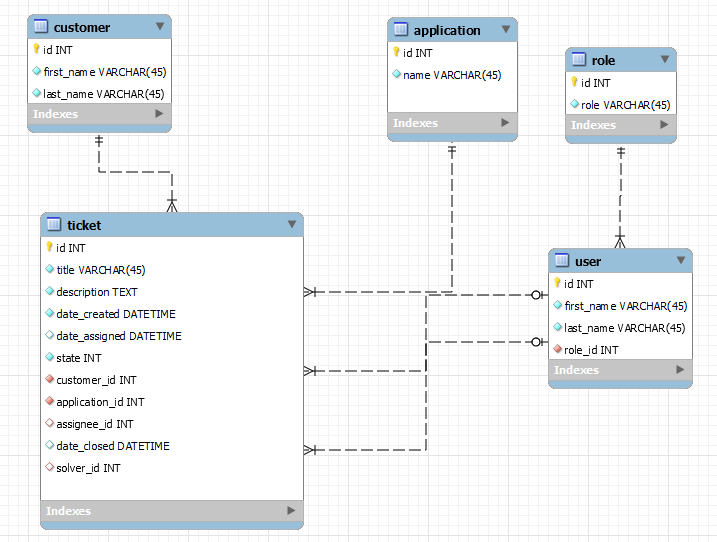 customer
id INT
first_name VARCHAR(45)
last_name VARCHAR(45)
Indexes
application
id INT
name VARCHAR(45)
Indexes
role
id INT
role VARCHAR(45)
Indexes
ticket
id INT
title VARCHAR(45)
description TEXT
date_created DATETIME
date_assigned DATETIME
state INT
customer_id INT
application_id INT
assignee_id INT
date_closed DATETIME
solver_id INT
Indexes
user
id INT
first_name VARCHAR(45)
last_name VARCHAR(45)
role_id INT
Indexes